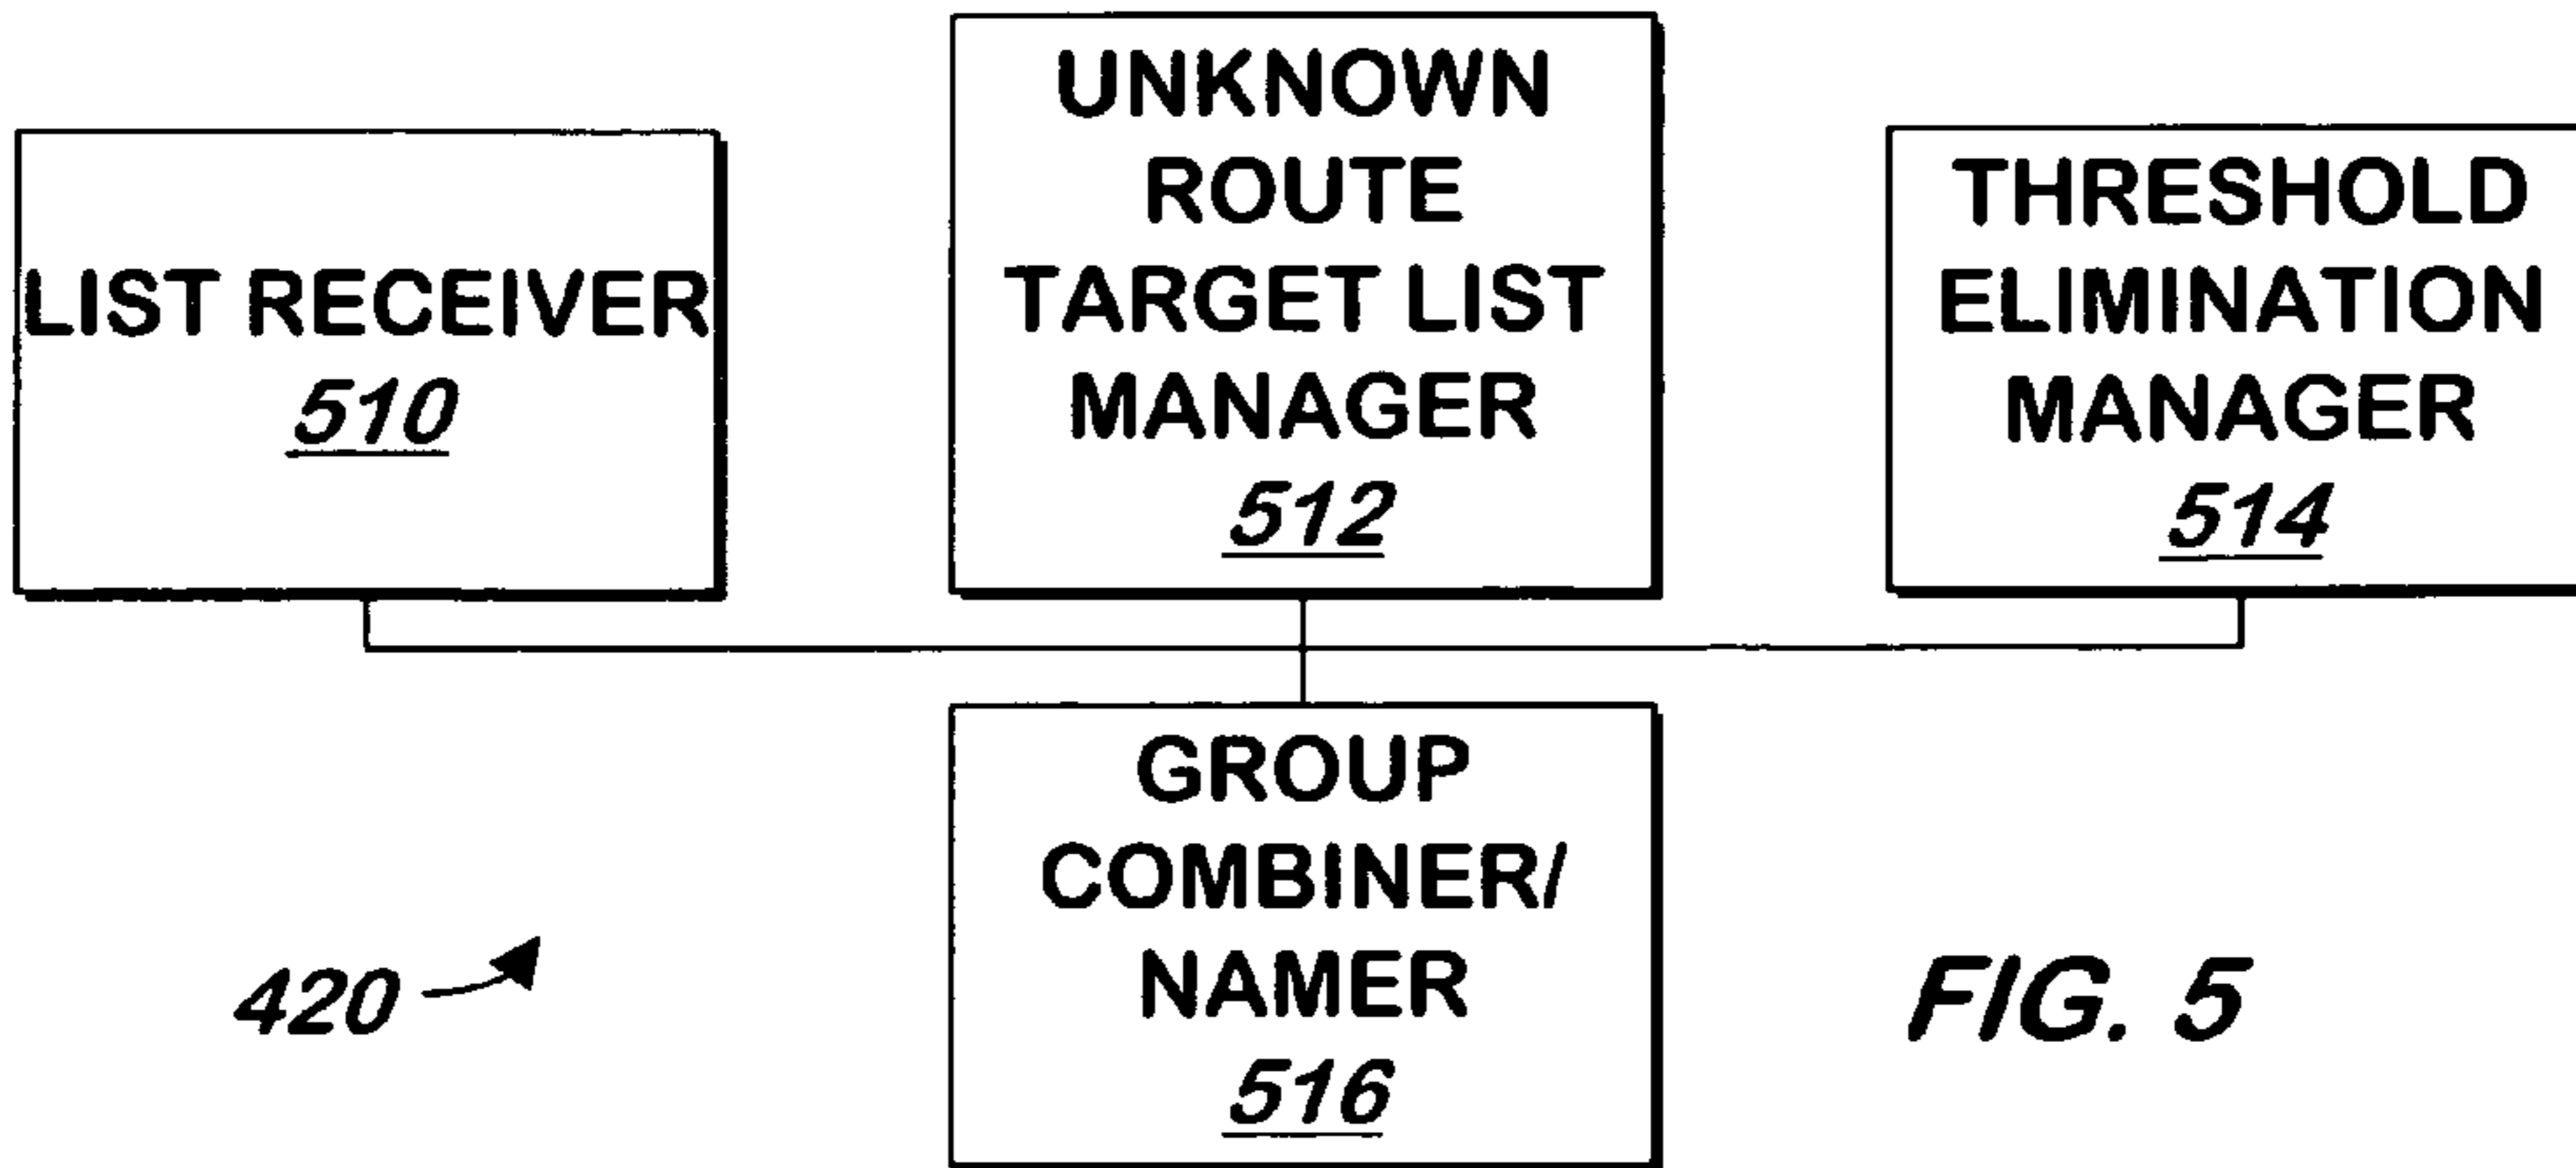 LIST RECEIVER
510
UNKNOWN
ROUTE
TARGET LIST
MANAGER
512
THRESHOLD
ELIMINATION
MANAGER
514
GROUP
COMBINER/
NAMER
516
420
FIG. 5